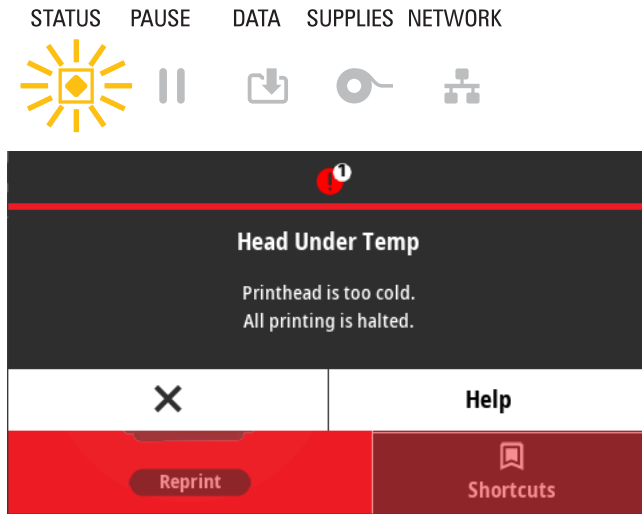 STATUS PAUSE DATA SUPPLIES NETWORK
! 1
Head Under Temp
Printhead is too cold.
All printing is halted.
Help
Reprint
Shortcuts